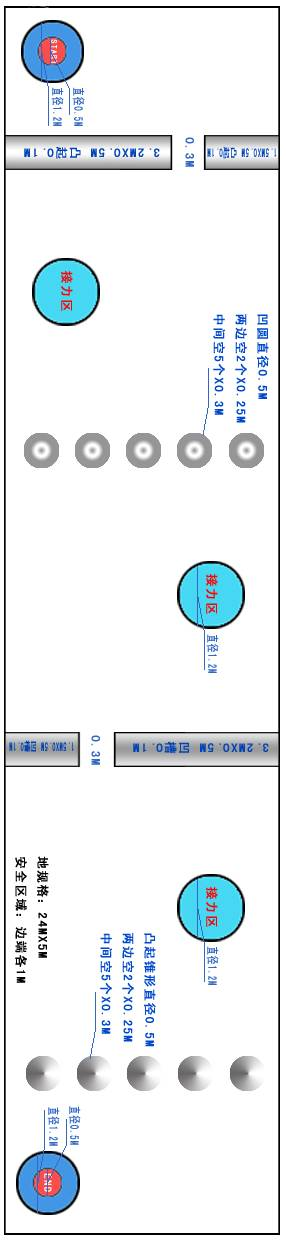 START
直径0.5M
直径1.2M
3.2MX0.5M 凸起0.1M
0.3M
1.5MX0.5M 凸起0.1M
接力区
凹圆直径0.5M
两边空2个X0.25M
中间空5个X0.3M
接力区
直径1.2M
1.5MX0.5M 凹槽0.1M
0.3M
3.2MX0.5M 凹槽0.1M
接力区
直径1.2M
地规格: 24MX5M
安全区域: 边端各1M
凸起锥形直径0.5M
两边空2个X0.25M
中间空5个X0.3M
直径0.5M
直径1.2M
END